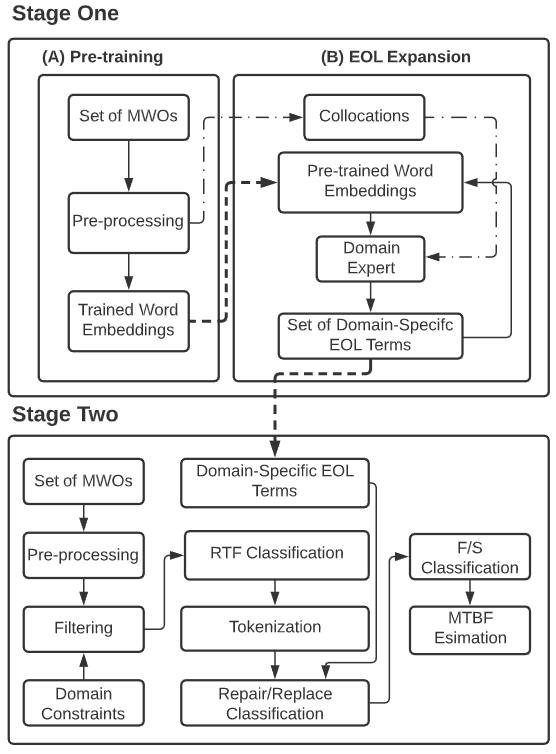 Stage One
(A) Pre-training
Set of MWOs
Pre-processing
Trained Word
Embeddings
(B) EOL Expansion
Collocations
Pre-trained Word
Embeddings
Domain
Expert
Set of Domain-Specifc
EOL Terms
Stage Two
Set of MWOs
Pre-processing
Filtering
Domain
Constraints
Domain-Specific EOL
Terms
RTF Classification
Tokenization
Repair/Replace
Classification
F/S
Classification
MTBF
Esimation